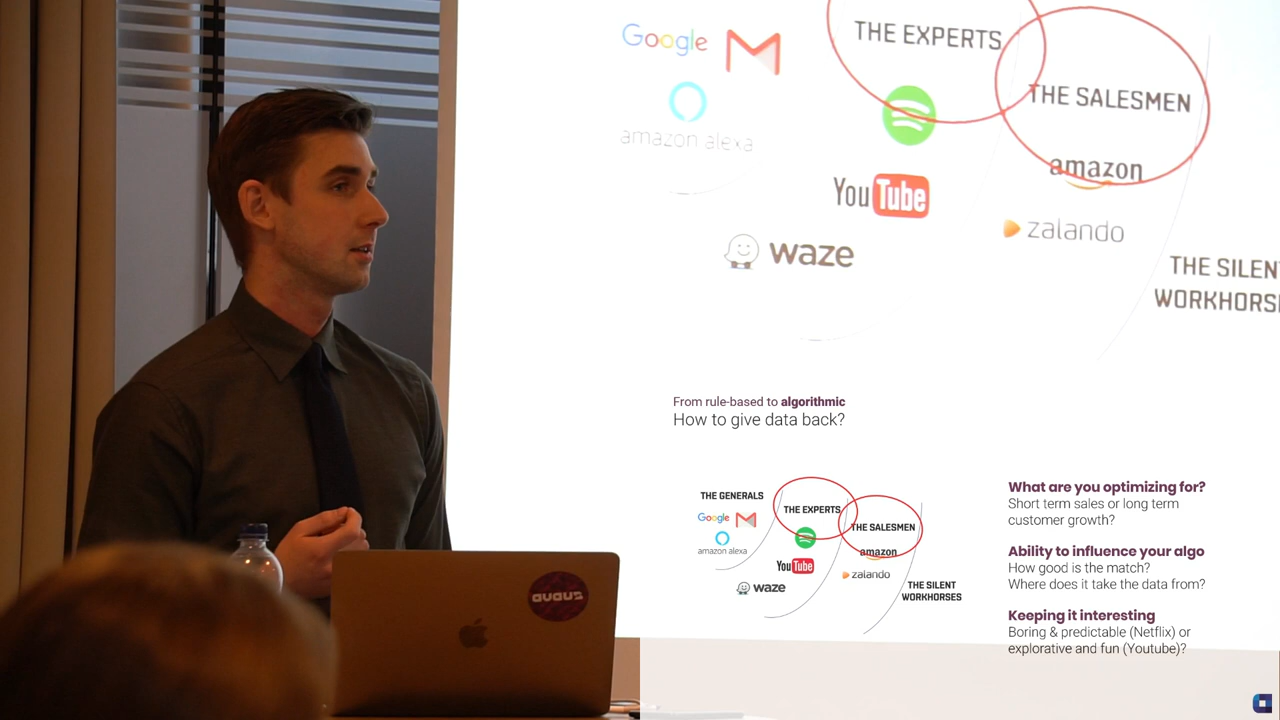 Google
amazon alexa
THE EXPERTS
THE SALESMEN
amazon
YouTube
zalando
waze
THE SILENT
WORKHORS
avaus
From rule-based to algorithmic
How to give data back?
THE GENERALS
Google
amazon alexa
THE EXPERTS
YouTube
waze
THE SALESMEN
amazon
zalando
THE SILENT
WORKHORSES
What are you optimizing for?
Short term sales or long term
customer growth?
Ability to influence your algo
How good is the match?
Where does it take the data from?
Keeping it interesting
Boring & predictable (Netflix) or
explorative and fun (Youtube)?